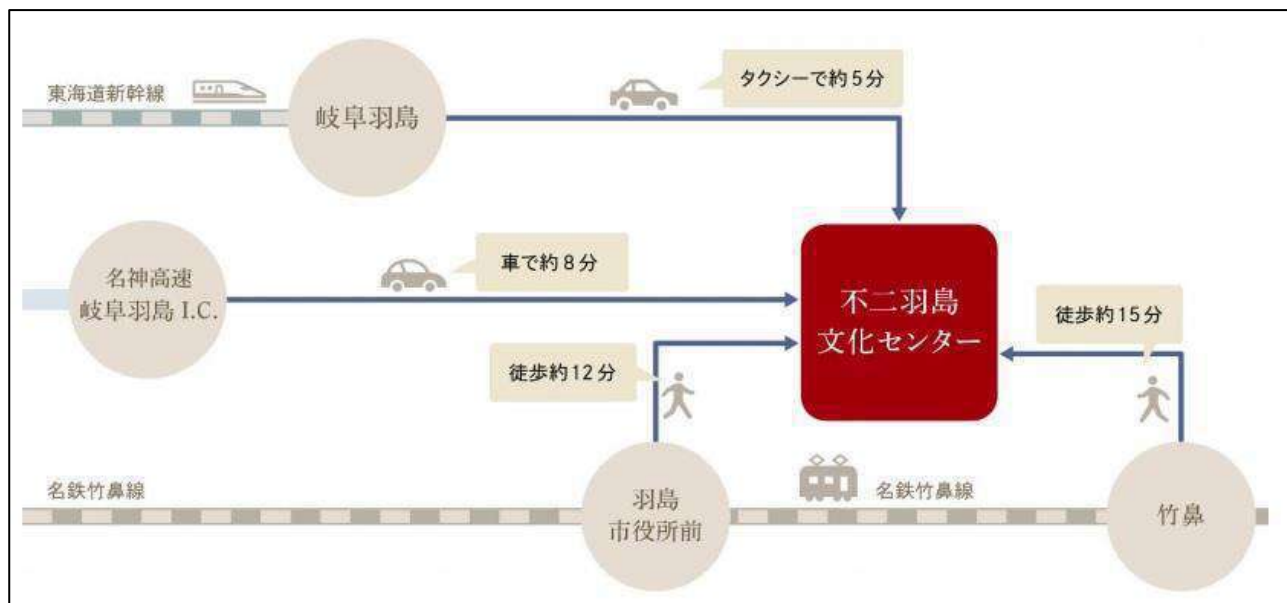 東海道新幹線
岐阜羽島
タクシーで約5分
名神高速
岐阜羽島 I.C.
車で約8分
不二羽島
文化センター
徒歩約15分
徒歩約12分
名鉄竹鼻線
羽島
市役所前
名鉄竹鼻線
竹鼻